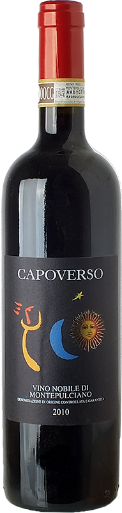 CAPOVERSO
VINO NOBILE DI
MONTEPULCIANO
DENOMINAZIONE DI ORIGINE CONTROLLATA E GARANTITA
2010